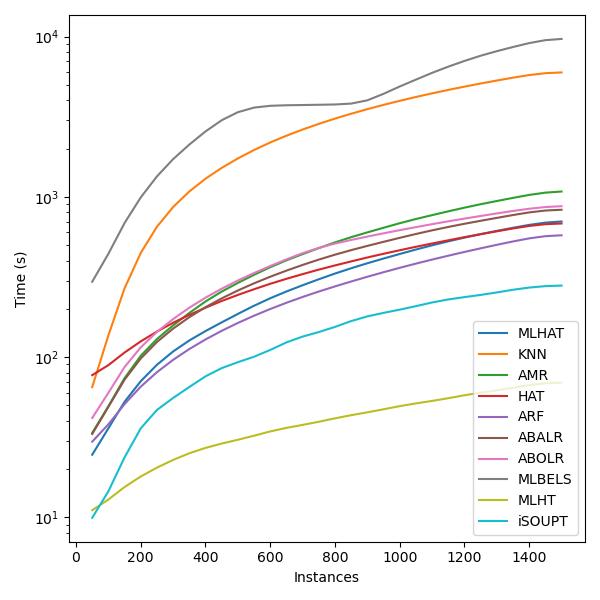 10⁴
10³
10²
10¹
Time (s)
0
200
400
600
800
1000
1200
1400
Instances
MLHAT
KNN
AMR
HAT
ARF
ABALR
ABOLR
MLBELS
MLHT
iSOUPT